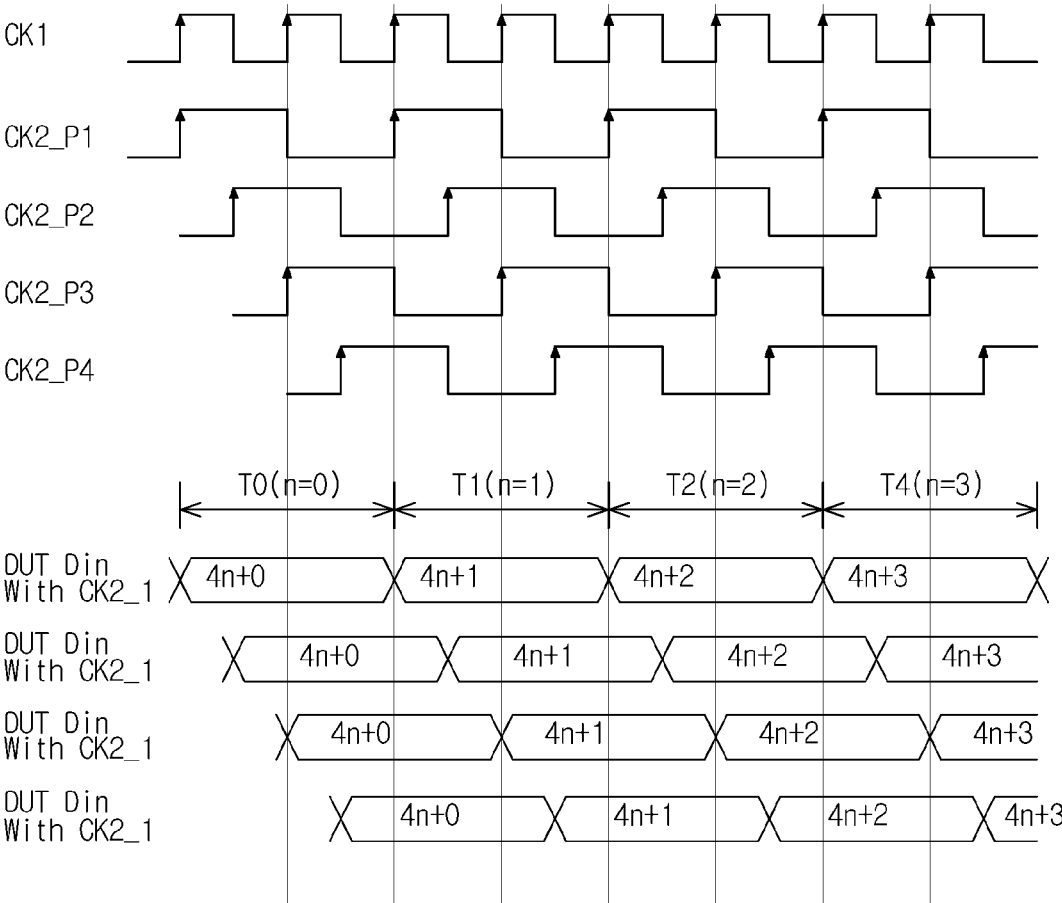 CK1
CK2_P1
CK2_P2
CK2_P3
CK2_P4
T0(n=0) T1(n=1) T2(n=2) T4(n=3)
DUT Din
With CK2_1
4n+0 4n+1 4n+2 4n+3
DUT Din
With CK2_1
4n+0 4n+1 4n+2 4n+3
DUT Din
With CK2_1
4n+0 4n+1 4n+2 4n+3
DUT Din
With CK2_1
4n+0 4n+1 4n+2 4n+3